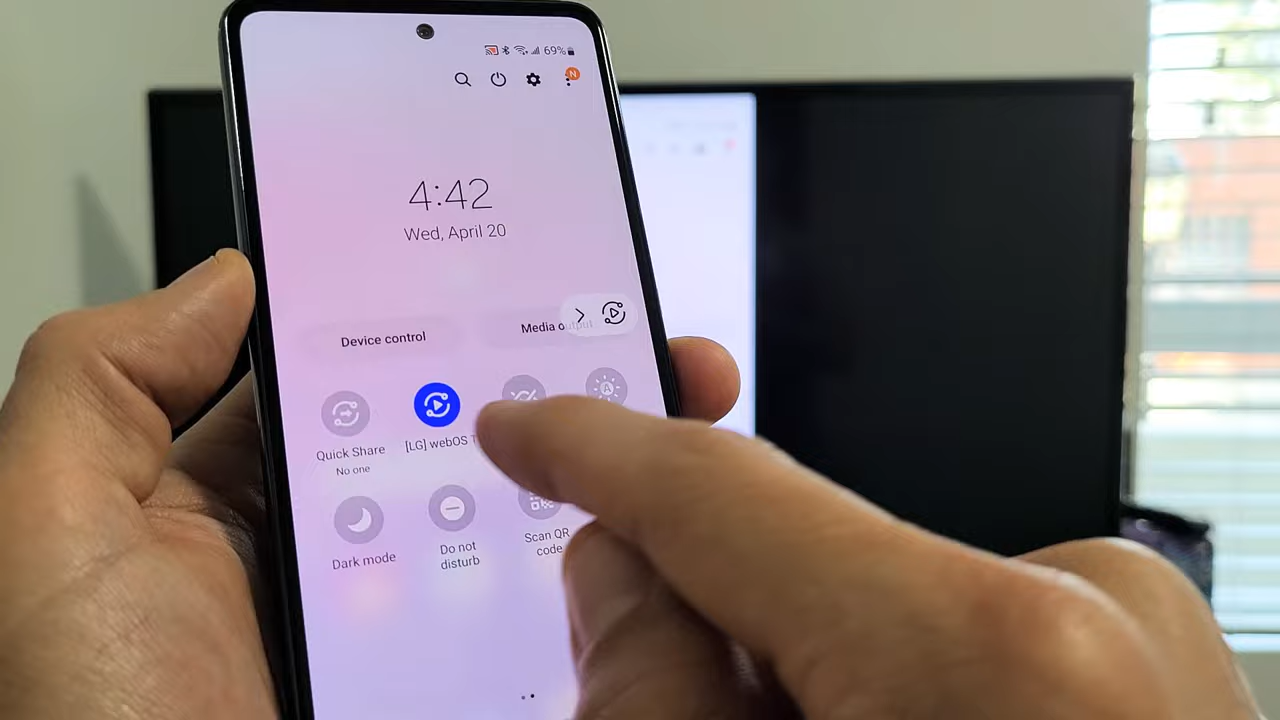 69%
N
4:42
Wed, April 20
Device control
Media output
A
Quick Share
No one
[LG] webOS T
Dark mode
Do not
disturb
Scan QR
code